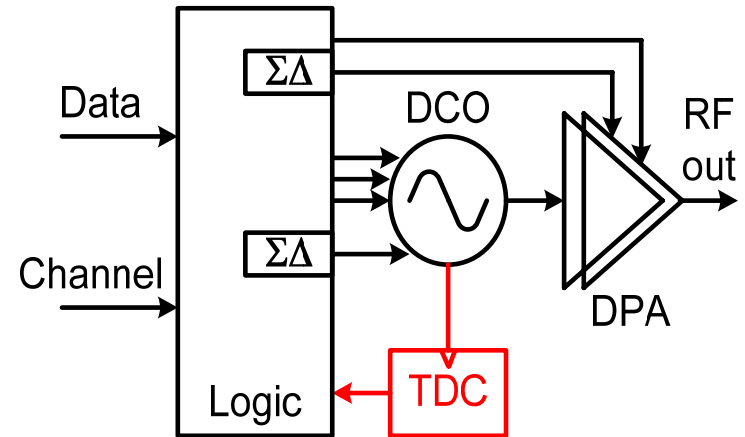 ΣΔ
Data
DCO
RF
out
ΣΔ
Channel
DPA
Logic
TDC